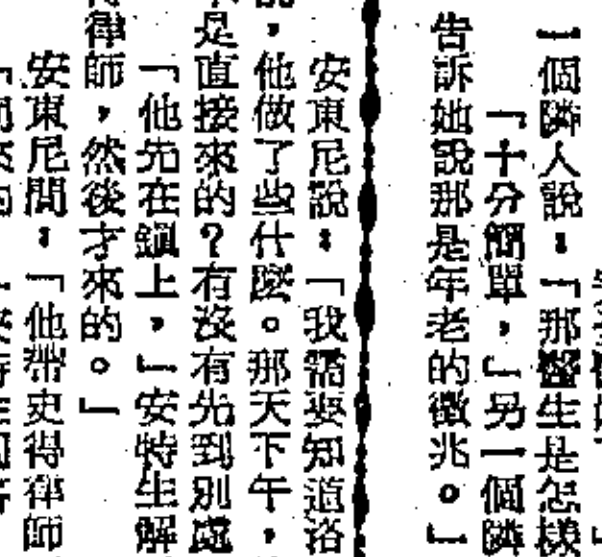 一個隣人說：「那醫生是怎樣
「十分簡單，」另一個隣
告訴她說那是年老的徵兆。」
安東尼說：「我需要知道洛
，他做了些什麼。那天下午，
是直接來的？有沒有先到別處
「他先在鎭上，」安特生解
律師，然後才來的。」
安東尼問：「他帶史得律師